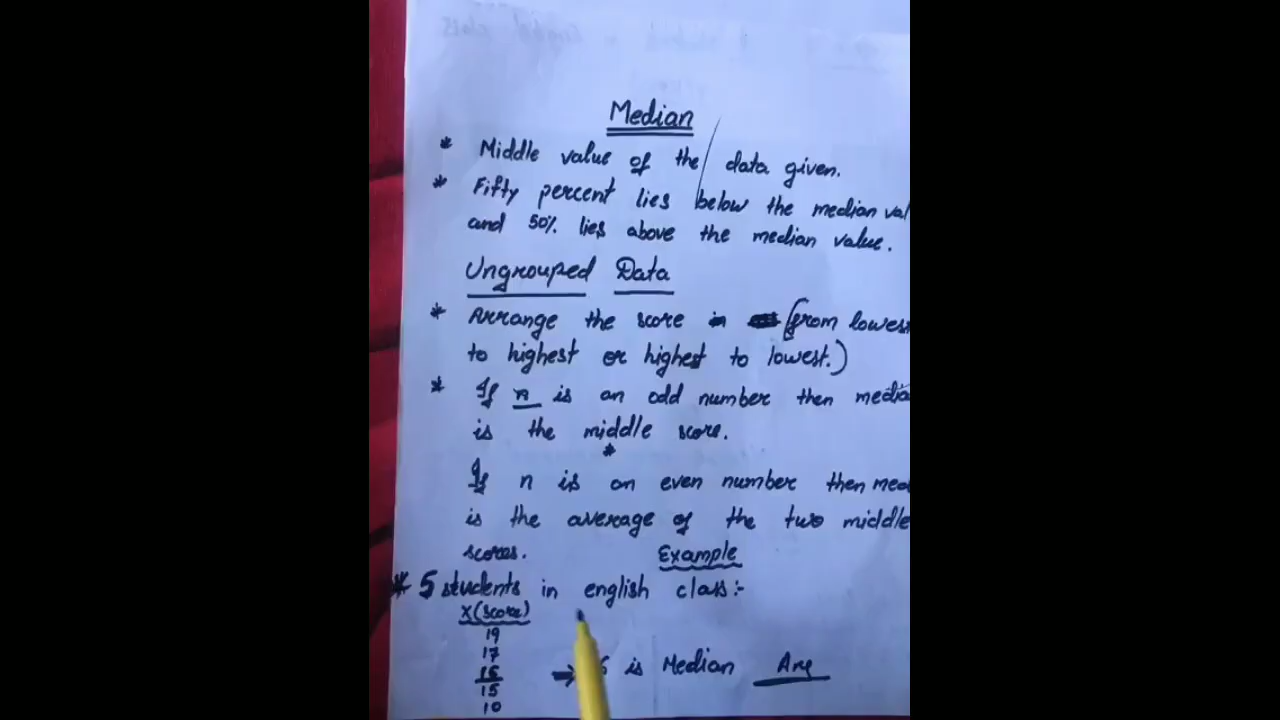 Median
* Middle value of the data given.
* Fifty percent lies below the median val
and 50% lies above the median value.
Ungrouped Data
* Arrange the score in (from lowest
to highest or highest to lowest.)
* If n is an odd number then media
is the middle score.
*
If n is an even number then med
is the average of the two middle
scores.
Example
* 5 students in english class:-
X(score)
19
17
16
15
10
→ 6 is Median Ans